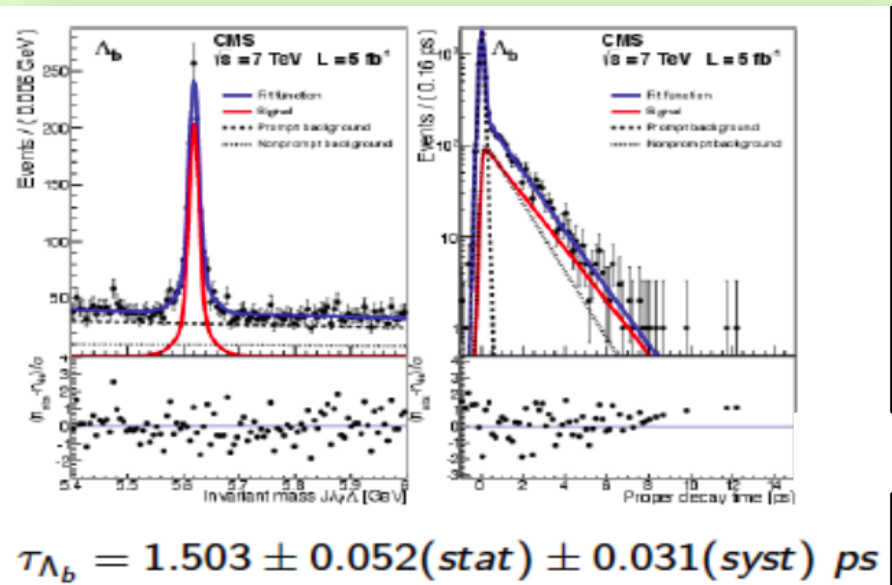 Λb
CMS
√s = 7 TeV L = 5 fb⁻¹
Fit function
Signal
Prompt background
Nonprompt background
Events / ( 0.006 GeV )
250
200
150
100
50
5.4 5.5 5.6 5.7 5.8 5.9 6
Invariant mass J/ψΛ [GeV]
Λb
CMS
√s = 7 TeV L = 5 fb⁻¹
Fit function
Signal
Prompt background
Nonprompt background
Events / ( 0.16 ps )
10³
10²
10
1
0 2 4 6 8 10 12 14
Proper decay time [ps]
τΛb = 1.503 ± 0.052(stat) ± 0.031(syst) ps